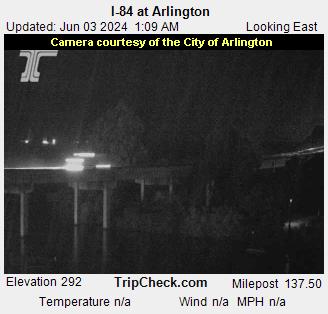 I-84 at Arlington
Updated: Jun 03 2024 1:09 AM Looking East
Camera courtesy of the City of Arlington
Elevation 292 TripCheck.com Milepost 137.50
Temperature n/a Wind n/a MPH n/a